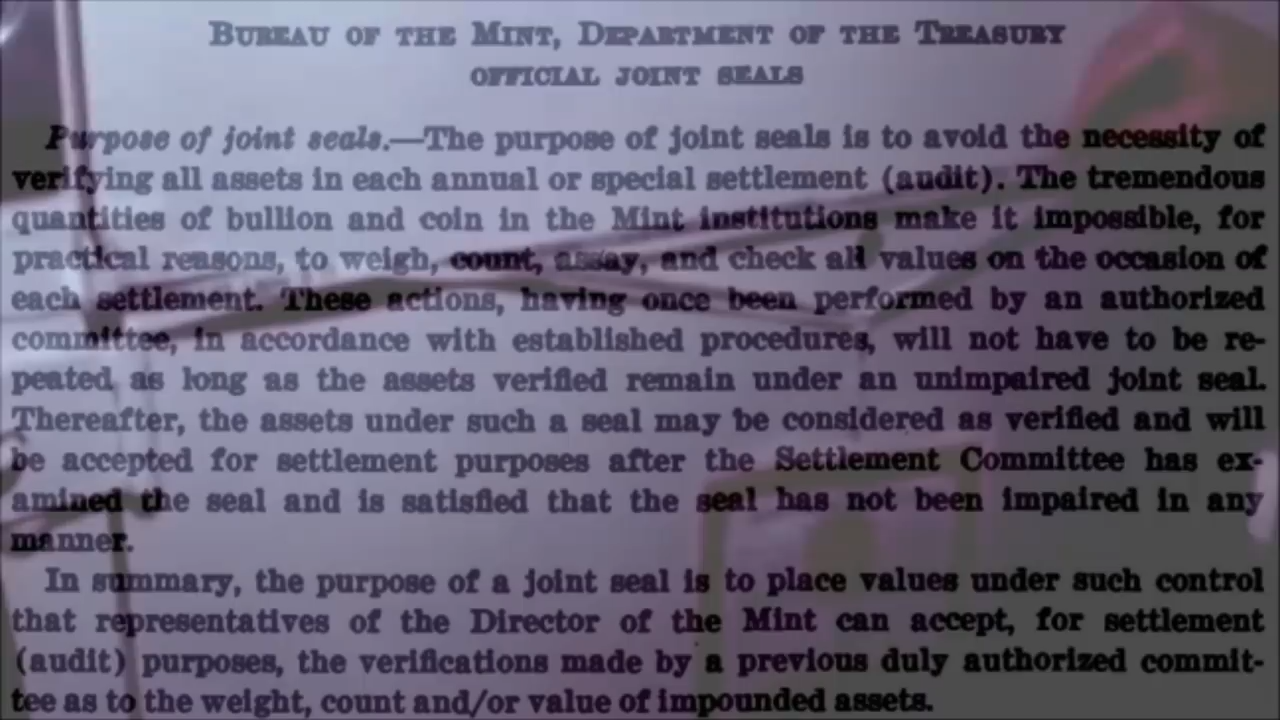 BUREAU OF THE MINT, DEPARTMENT OF THE TREASURY
OFFICIAL JOINT SEALS
Purpose of joint seals.—The purpose of joint seals is to avoid the necessity of
verifying all assets in each annual or special settlement (audit). The tremendous
quantities of bullion and coin in the Mint institutions make it impossible, for
practical reasons, to weigh, count, assay, and check all values on the occasion of
each settlement. These actions, having once been performed by an authorized
committee, in accordance with established procedures, will not have to be re-
peated as long as the assets verified remain under an unimpaired joint seal.
Thereafter, the assets under such a seal may be considered as verified and will
be accepted for settlement purposes after the Settlement Committee has ex-
amined the seal and is satisfied that the seal has not been impaired in any
manner.
In summary, the purpose of a joint seal is to place values under such control
that representatives of the Director of the Mint can accept, for settlement
(audit) purposes, the verifications made by a previous duly authorized commit-
tee as to the weight, count and/or value of impounded assets.